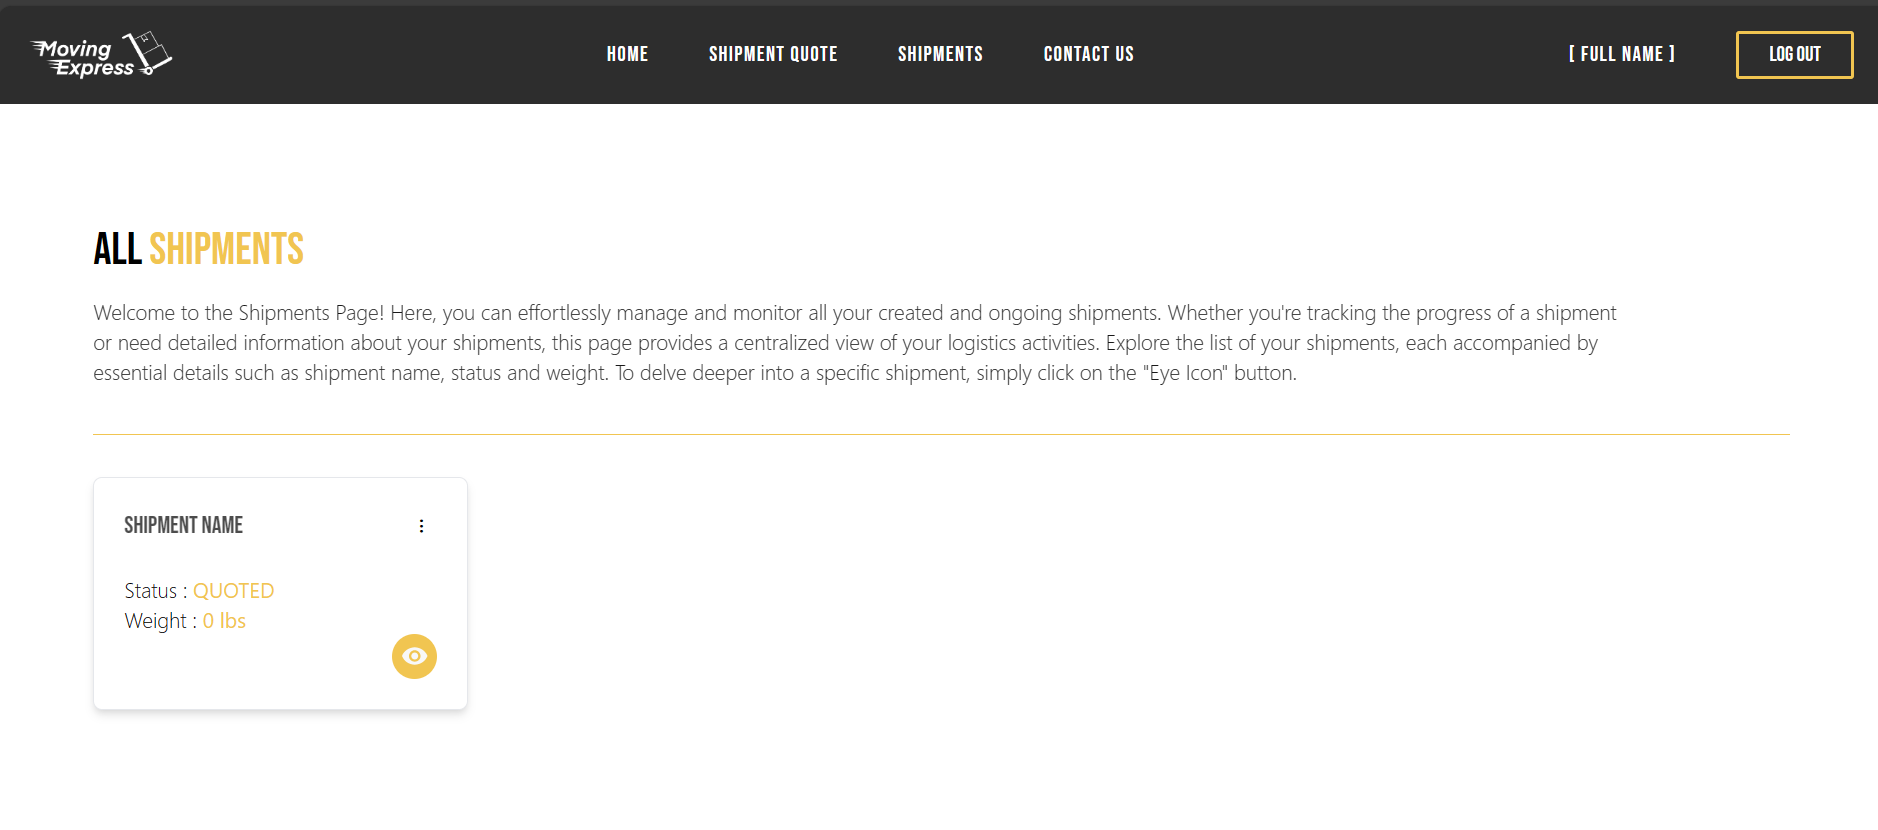 Moving
Express
HOME
SHIPMENT QUOTE
SHIPMENTS
CONTACT US
[ FULL NAME ]
LOG OUT
ALL SHIPMENTS
Welcome to the Shipments Page! Here, you can effortlessly manage and monitor all your created and ongoing shipments. Whether you're tracking the progress of a shipment
or need detailed information about your shipments, this page provides a centralized view of your logistics activities. Explore the list of your shipments, each accompanied by
essential details such as shipment name, status and weight. To delve deeper into a specific shipment, simply click on the "Eye Icon" button.
SHIPMENT NAME
Status : QUOTED
Weight : 0 lbs